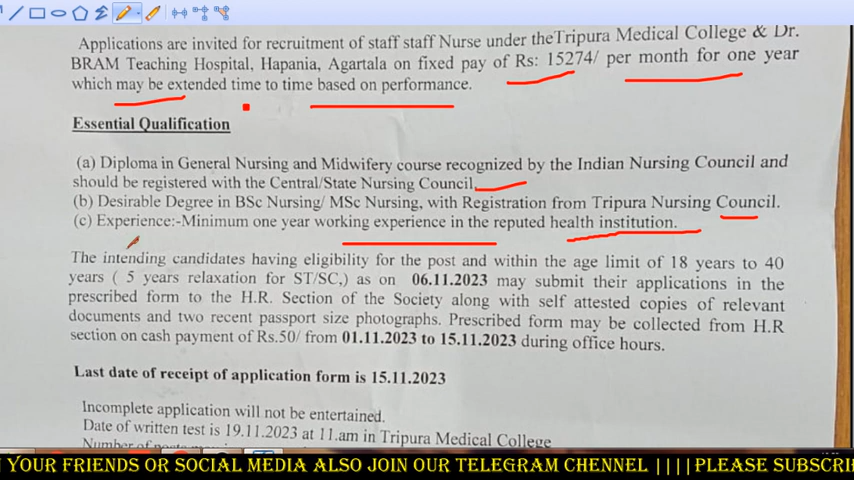 Applications are invited for recruitment of staff staff Nurse under theTripura Medical College & Dr.
BRAM Teaching Hospital, Hapania, Agartala on fixed pay of Rs: 15274/ per month for one year
which may be extended time to time based on performance.
Essential Qualification
(a) Diploma in General Nursing and Midwifery course recognized by the Indian Nursing Council and
should be registered with the Central/State Nursing Council.
(b) Desirable Degree in BSc Nursing/ MSc Nursing, with Registration from Tripura Nursing Council.
(c) Experience:-Minimum one year working experience in the reputed health institution.
The intending candidates having eligibility for the post and within the age limit of 18 years to 40
years ( 5 years relaxation for ST/SC,) as on 06.11.2023 may submit their applications in the
prescribed form to the H.R. Section of the Society along with self attested copies of relevant
documents and two recent passport size photographs. Prescribed form may be collected from H.R
section on cash payment of Rs.50/ from 01.11.2023 to 15.11.2023 during office hours.
Last date of receipt of application form is 15.11.2023
Incomplete application will not be entertained.
Date of written test is 19.11.2023 at 11.am in Tripura Medical College
Number of posts
YOUR FRIENDS OR SOCIAL MEDIA ALSO JOIN OUR TELEGRAM CHENNEL ||||PLEASE SUBSCRI